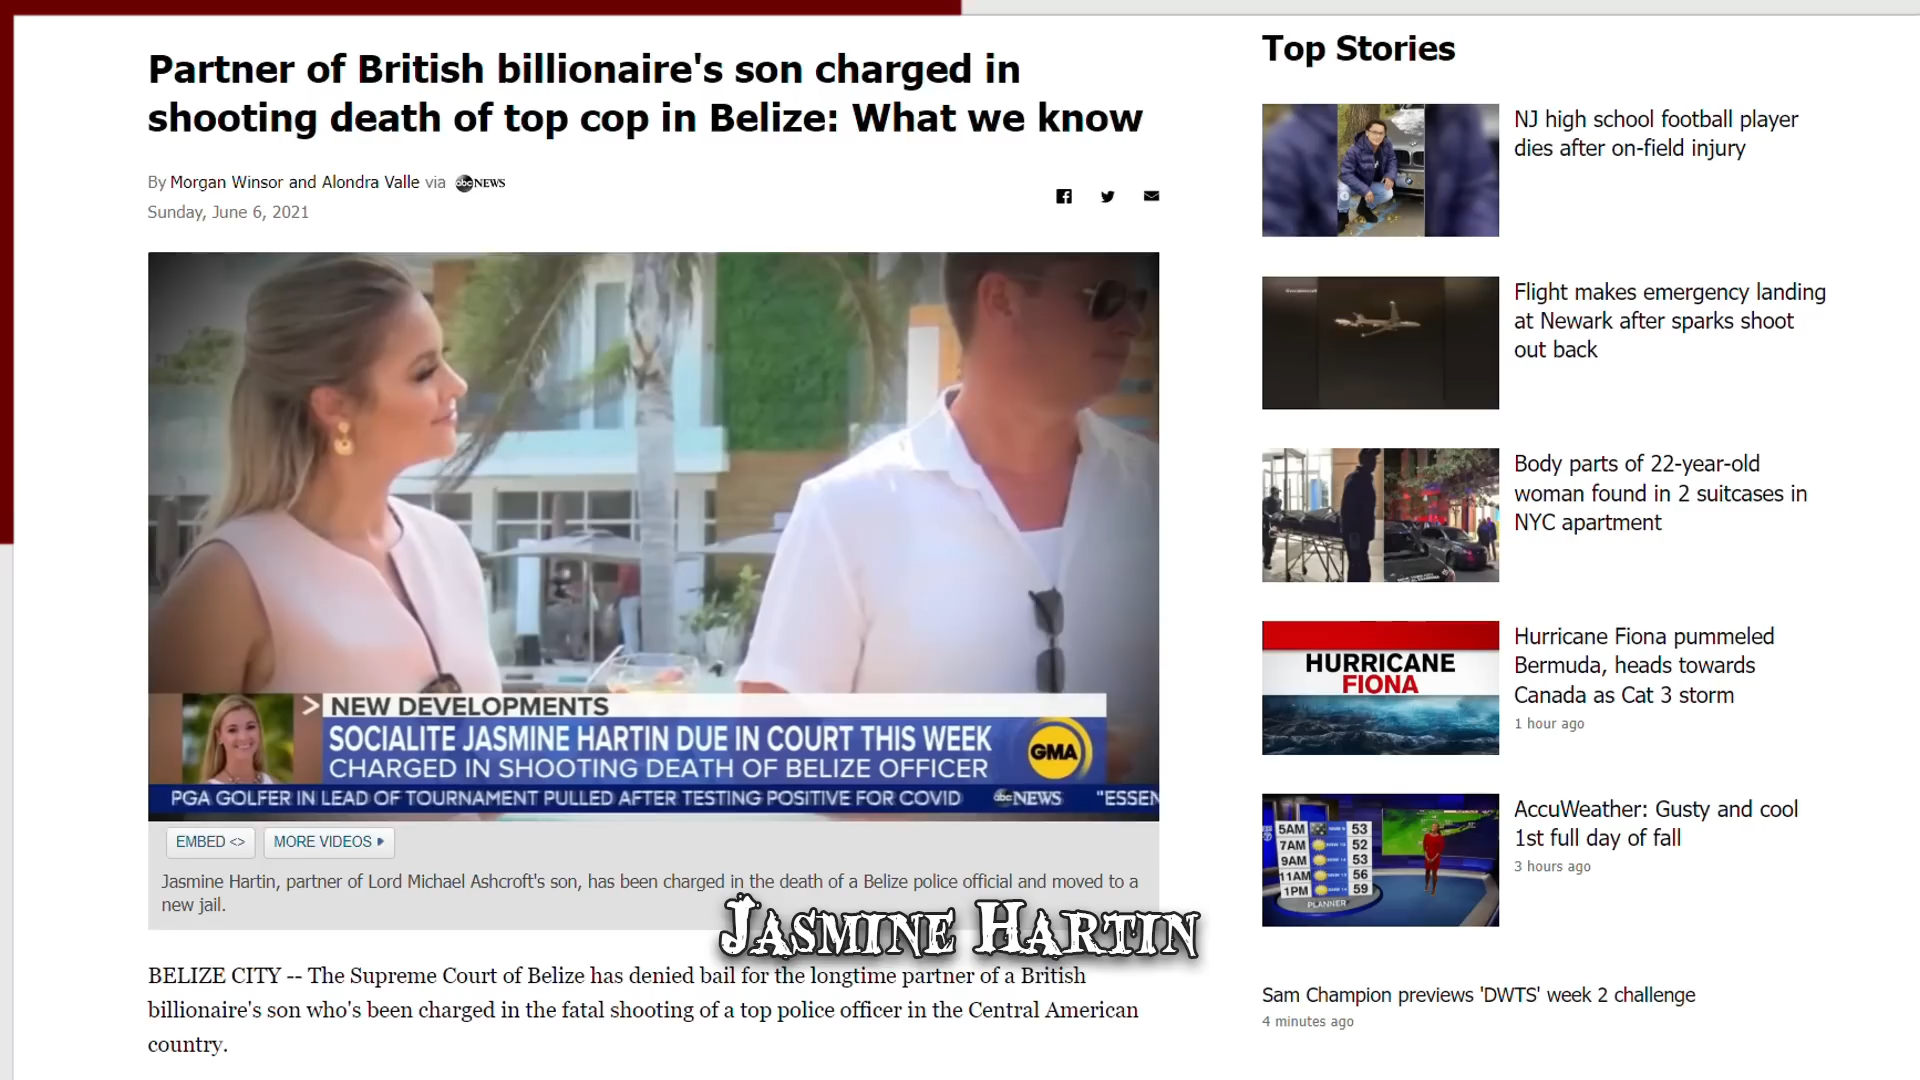 Partner of British billionaire's son charged in
shooting death of top cop in Belize: What we know
By Morgan Winsor and Alondra Valle via abc NEWS
Sunday, June 6, 2021
NEW DEVELOPMENTS
SOCIALITE JASMINE HARTIN DUE IN COURT THIS WEEK
CHARGED IN SHOOTING DEATH OF BELIZE OFFICER
GMA
PGA GOLFER IN LEAD OF TOURNAMENT PULLED AFTER TESTING POSITIVE FOR COVID abc NEWS "ESSEN
EMBED <> MORE VIDEOS
Jasmine Hartin, partner of Lord Michael Ashcroft's son, has been charged in the death of a Belize police official and moved to a
new jail.
JASMINE HARTIN
BELIZE CITY -- The Supreme Court of Belize has denied bail for the longtime partner of a British
billionaire's son who's been charged in the fatal shooting of a top police officer in the Central American
country.
Top Stories
NJ high school football player
dies after on-field injury
Flight makes emergency landing
at Newark after sparks shoot
out back
Body parts of 22-year-old
woman found in 2 suitcases in
NYC apartment
HURRICANE
FIONA
Hurricane Fiona pummeled
Bermuda, heads towards
Canada as Cat 3 storm
1 hour ago
5AM 53
7AM 52
9AM 53
11AM 56
1PM 59
PLANNER
AccuWeather: Gusty and cool
1st full day of fall
3 hours ago
Sam Champion previews 'DWTS' week 2 challenge
4 minutes ago